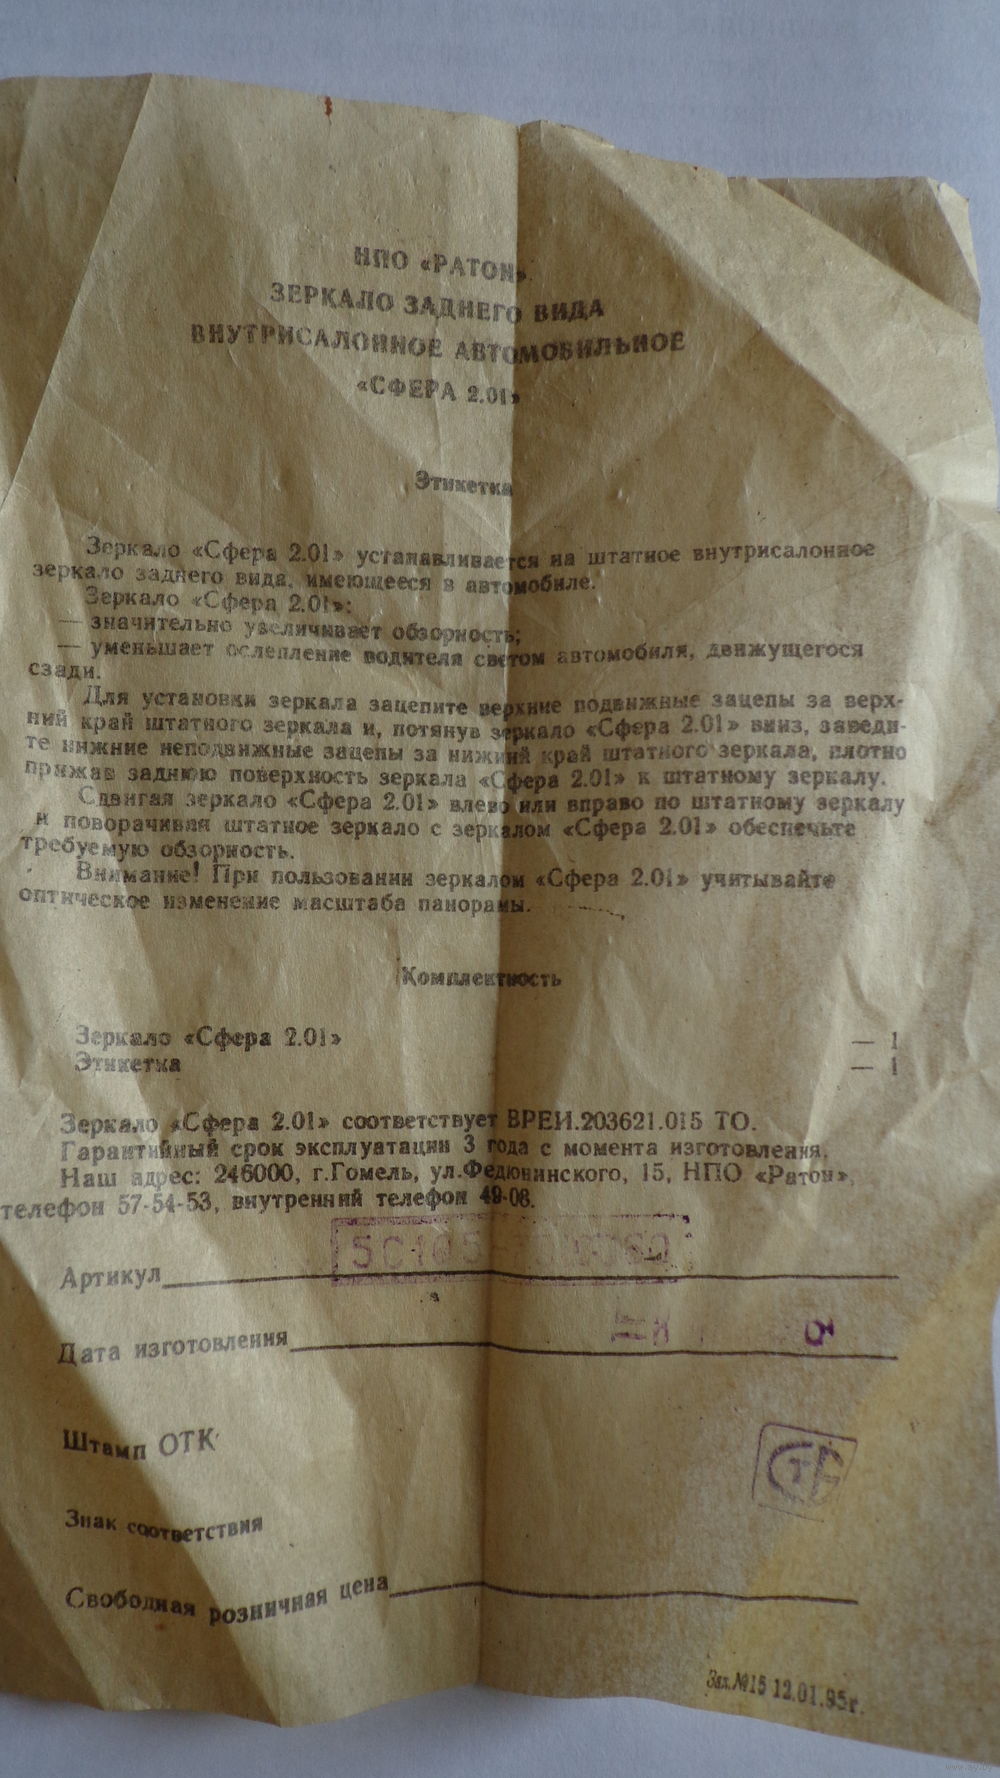 НПО «РАТОН»
ЗЕРКАЛО ЗАДНЕГО ВИДА
ВНУТРИСАЛОННОЕ АВТОМОБИЛЬНОЕ
«СФЕРА 2.01»
Этикетка
Зеркало «Сфера 2.01» устанавливается на штатное внутрисалонное
зеркало заднего вида, имеющееся в автомобиле.
Зеркало «Сфера 2.01»:
— значительно увеличивает обзорность;
— уменьшает ослепление водителя светом автомобиля, движущегося
сзади.
Для установки зеркала зацепите верхние подвижные зацепы за верх-
ний край штатного зеркала и, потянув зеркало «Сфера 2.01» вниз, заведи-
те нижние неподвижные зацепы за нижний край штатного зеркала, плотно
прижав заднюю поверхность зеркала «Сфера 2.01» к штатному зеркалу.
Сдвигая зеркало «Сфера 2.01» влево или вправо по штатному зеркалу
и поворачивая штатное зеркало с зеркалом «Сфера 2.01» обеспечьте
требуемую обзорность.
Внимание! При пользовании зеркалом «Сфера 2.01» учитывайте
оптическое изменение масштаба панорамы.
Комплектность
Зеркало «Сфера 2.01» — 1
Этикетка — 1
Зеркало «Сфера 2.01» соответствует ВРЕИ.203621.015 ТО.
Гарантийный срок эксплуатации 3 года с момента изготовления.
Наш адрес: 246000, г.Гомель, ул.Федюнинского, 15, НПО «Ратон»,
телефон 57-54-53, внутренний телефон 49-08.
Артикул
Дата изготовления
Штамп ОТК
Знак соответствия
Свободная розничная цена
Зак.№15 12.01.95г.